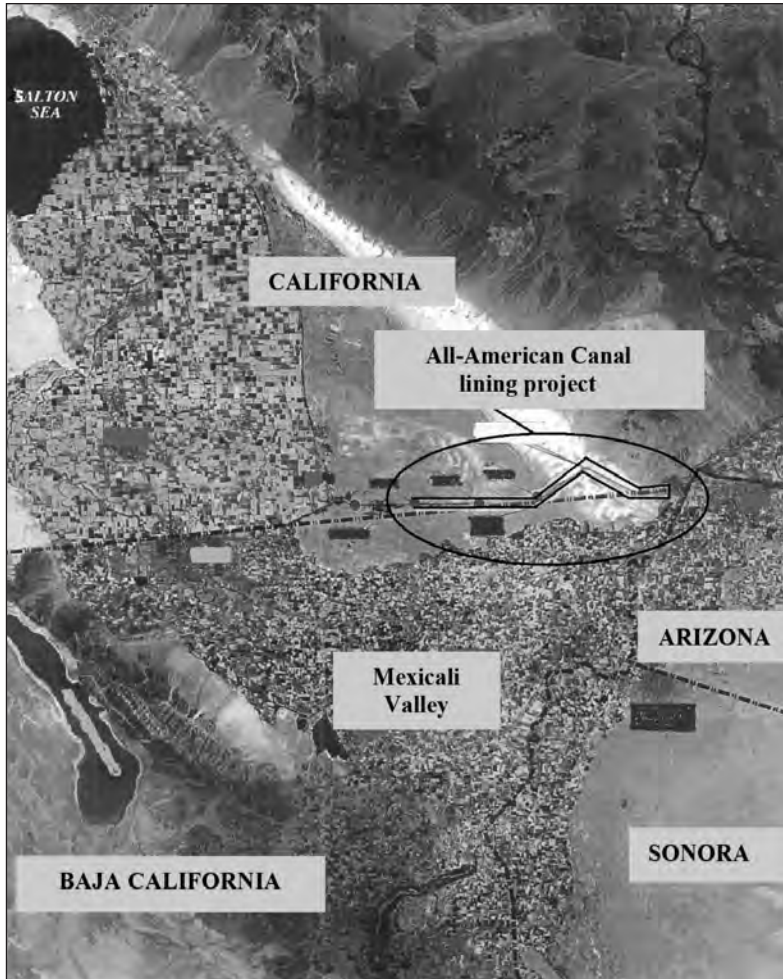 SALTON
SEA
CALIFORNIA
All-American Canal
lining project
ARIZONA
Mexicali
Valley
SONORA
BAJA CALIFORNIA